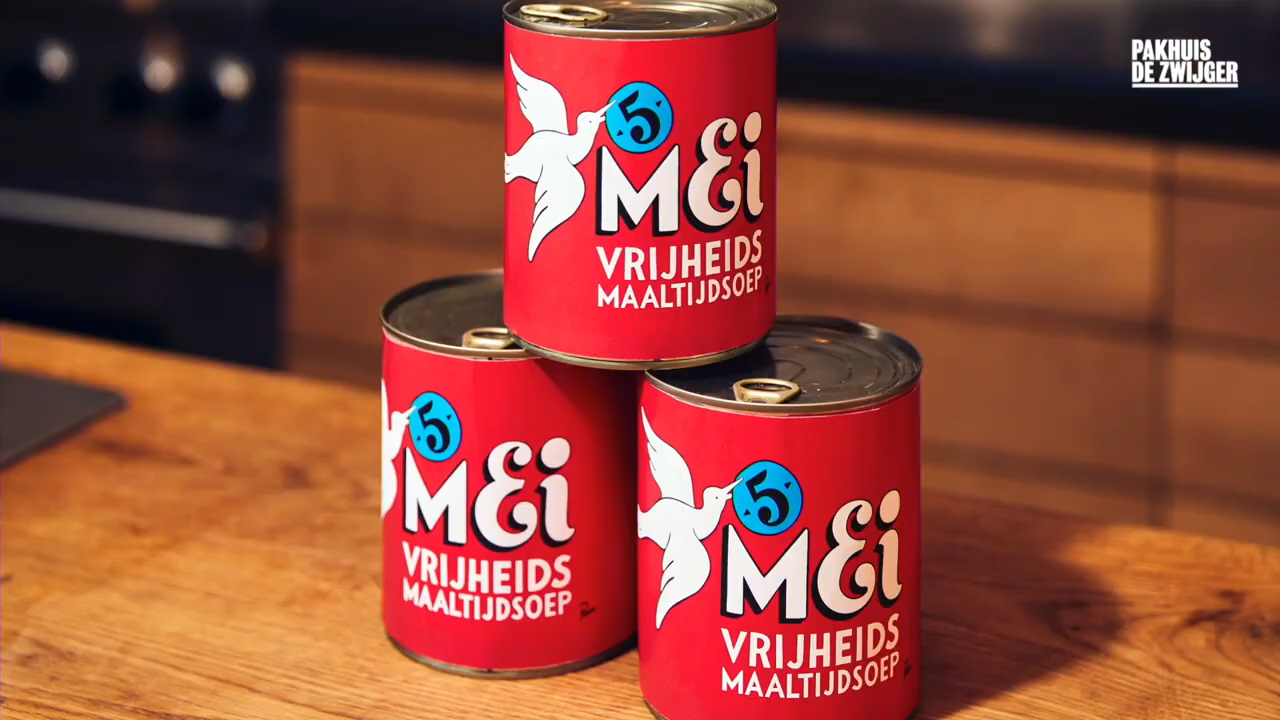 PAKHUIS
DE ZWIJGER
5
MEi
VRIJHEIDS
MAALTIJDSOEP
5
MEi
VRIJHEIDS
MAALTIJDSOEP
5
MEi
VRIJHEIDS
MAALTIJDSOEP